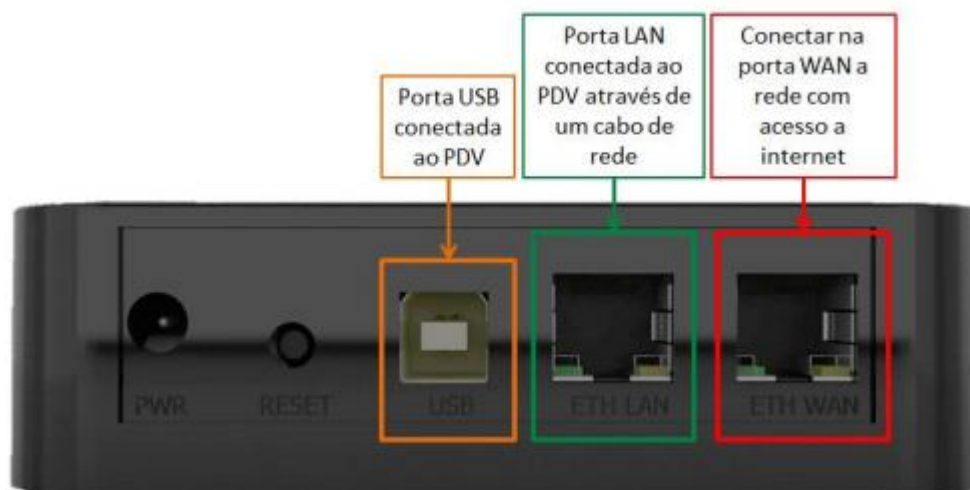 Porta USB
conectada
ao PDV
Porta LAN
conectada ao
PDV através de
um cabo de
rede
Conectar na
porta WAN a
rede com
acesso a
internet
PWR
RESET
USB
ETH LAN
ETH WAN